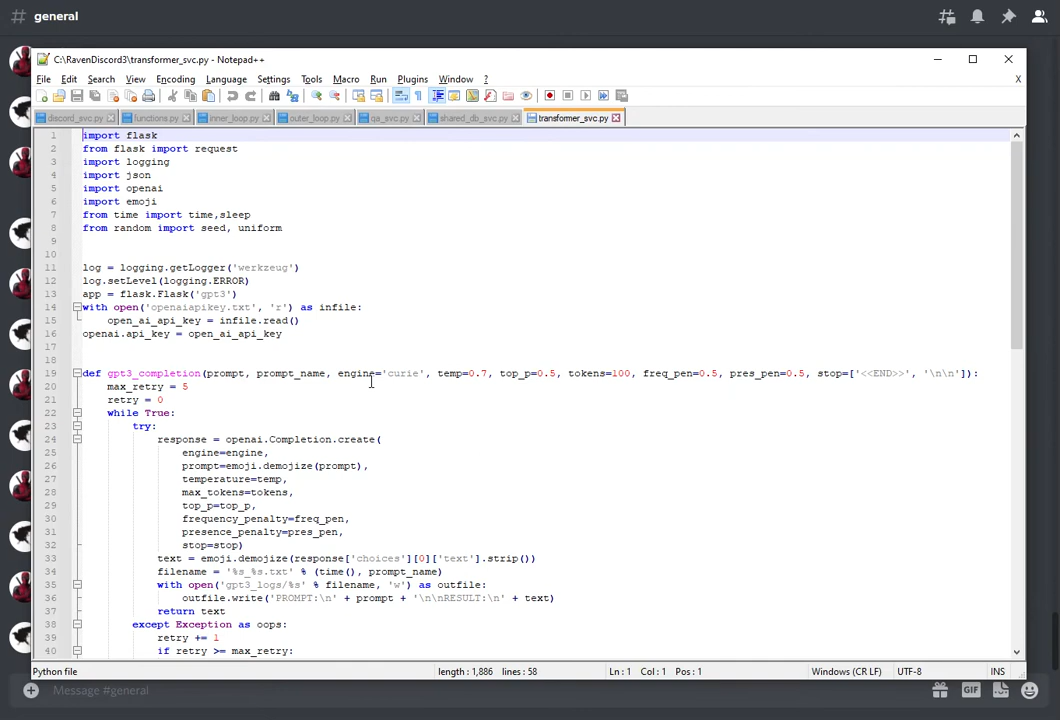 # general
C:\RavenDiscord3\transformer_svc.py - Notepad++
File Edit Search View Encoding Language Settings Tools Macro Run Plugins Window ? X
discord_svc.py functions.py inner_loop.py outer_loop.py qa_svc.py shared_db_svc.py transformer_svc.py
1 import flask
2 from flask import request
3 import logging
4 import json
5 import openai
6 import emoji
7 from time import time,sleep
8 from random import seed, uniform
9
10
11 log = logging.getLogger('werkzeug')
12 log.setLevel(logging.ERROR)
13 app = flask.Flask('gpt3')
14 with open('openaiapikey.txt', 'r') as infile:
15 open_ai_api_key = infile.read()
16 openai.api_key = open_ai_api_key
17
18
19 def gpt3_completion(prompt, prompt_name, engine='curie', temp=0.7, top_p=0.5, tokens=100, freq_pen=0.5, pres_pen=0.5, stop=['<<END>>', '\n\n']):
20 max_retry = 5
21 retry = 0
22 while True:
23 try:
24 response = openai.Completion.create(
25 engine=engine,
26 prompt=emoji.demojize(prompt),
27 temperature=temp,
28 max_tokens=tokens,
29 top_p=top_p,
30 frequency_penalty=freq_pen,
31 presence_penalty=pres_pen,
32 stop=stop)
33 text = emoji.demojize(response['choices'][0]['text'].strip())
34 filename = '%s_%s.txt' % (time(), prompt_name)
35 with open('gpt3_logs/%s' % filename, 'w') as outfile:
36 outfile.write('PROMPT:\n' + prompt + '\n\nRESULT:\n' + text)
37 return text
38 except Exception as oops:
39 retry += 1
40 if retry >= max_retry:
Python file length : 1,886 lines : 58 Ln : 1 Col : 1 Pos : 1 Windows (CR LF) UTF-8 INS
Message #general GIF